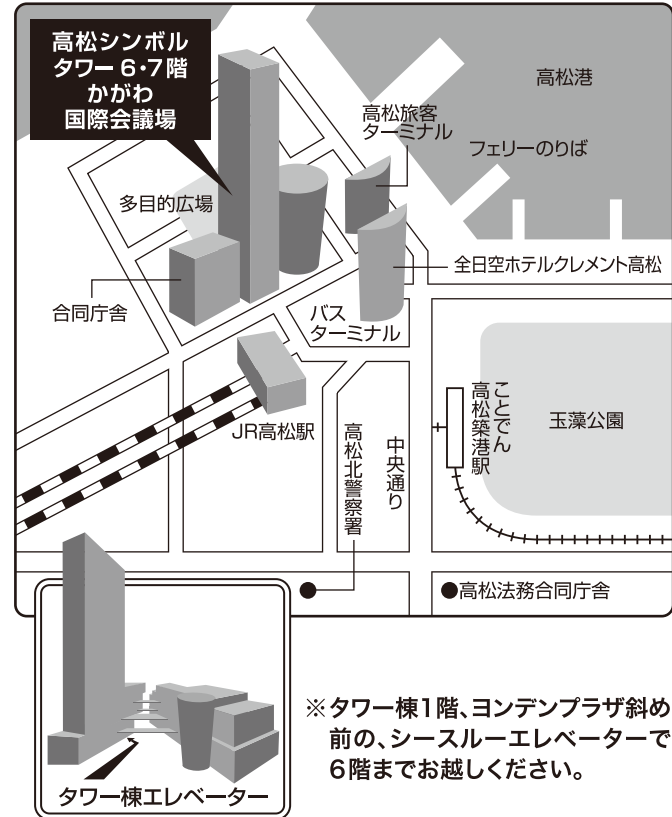 高松シンボル
タワー 6・7階
かがわ
国際会議場
高松港
高松旅客
ターミナル
フェリーのりば
多目的広場
全日空ホテルクレメント高松
合同庁舎
バス
ターミナル
JR高松駅
高松北警察署
中央通り
ことでん
高松築港駅
玉藻公園
高松法務合同庁舎
タワー棟エレベーター
※タワー棟1階、ヨンデンプラザ斜め
前の、シースルーエレベーターで
6階までお越しください。